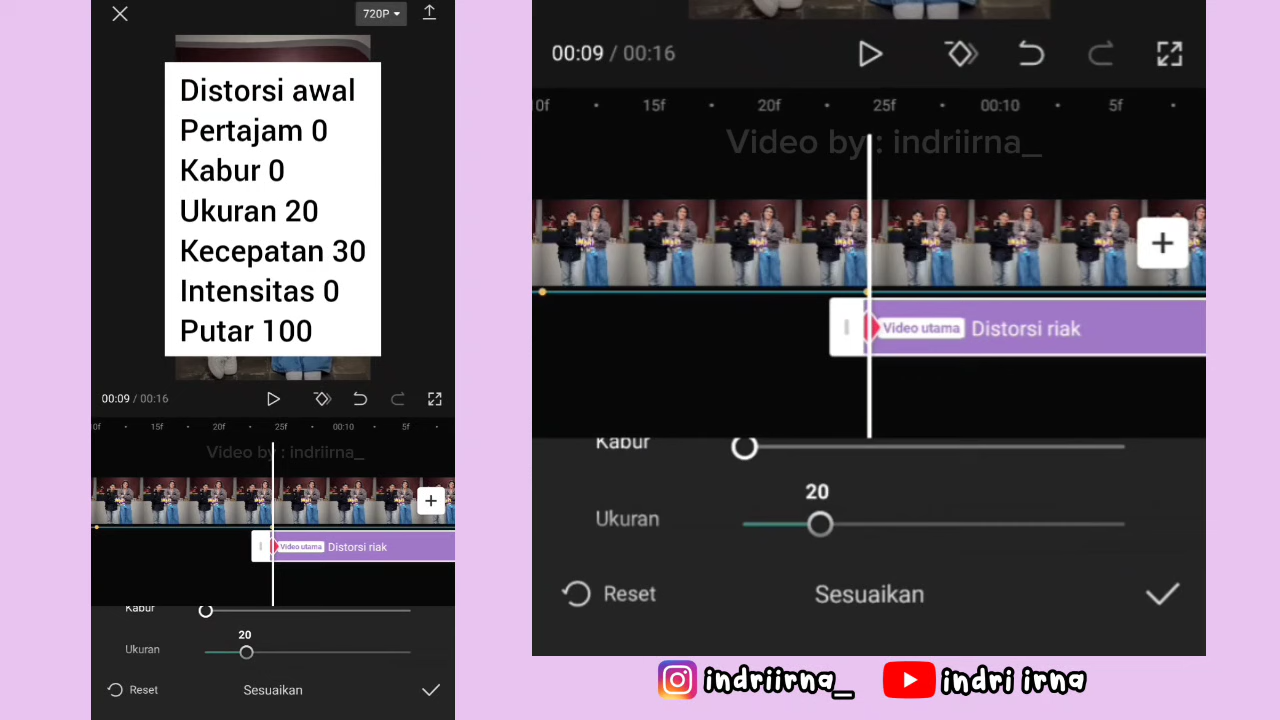 720P
Distorsi awal
Pertajam 0
Kabur 0
Ukuran 20
Kecepatan 30
Intensitas 0
Putar 100
00:09 / 00:16
0f 15f 20f 25f 00:10 5f
Video by : indriirna_
Video utama Distorsi riak
Kabur
20
Ukuran
Reset Sesuaikan
00:09 / 00:16
0f 15f 20f 25f 00:10 5f
Video by : indriirna_
Video utama Distorsi riak
Kabur
20
Ukuran
Reset Sesuaikan
indriirna_ indri irna